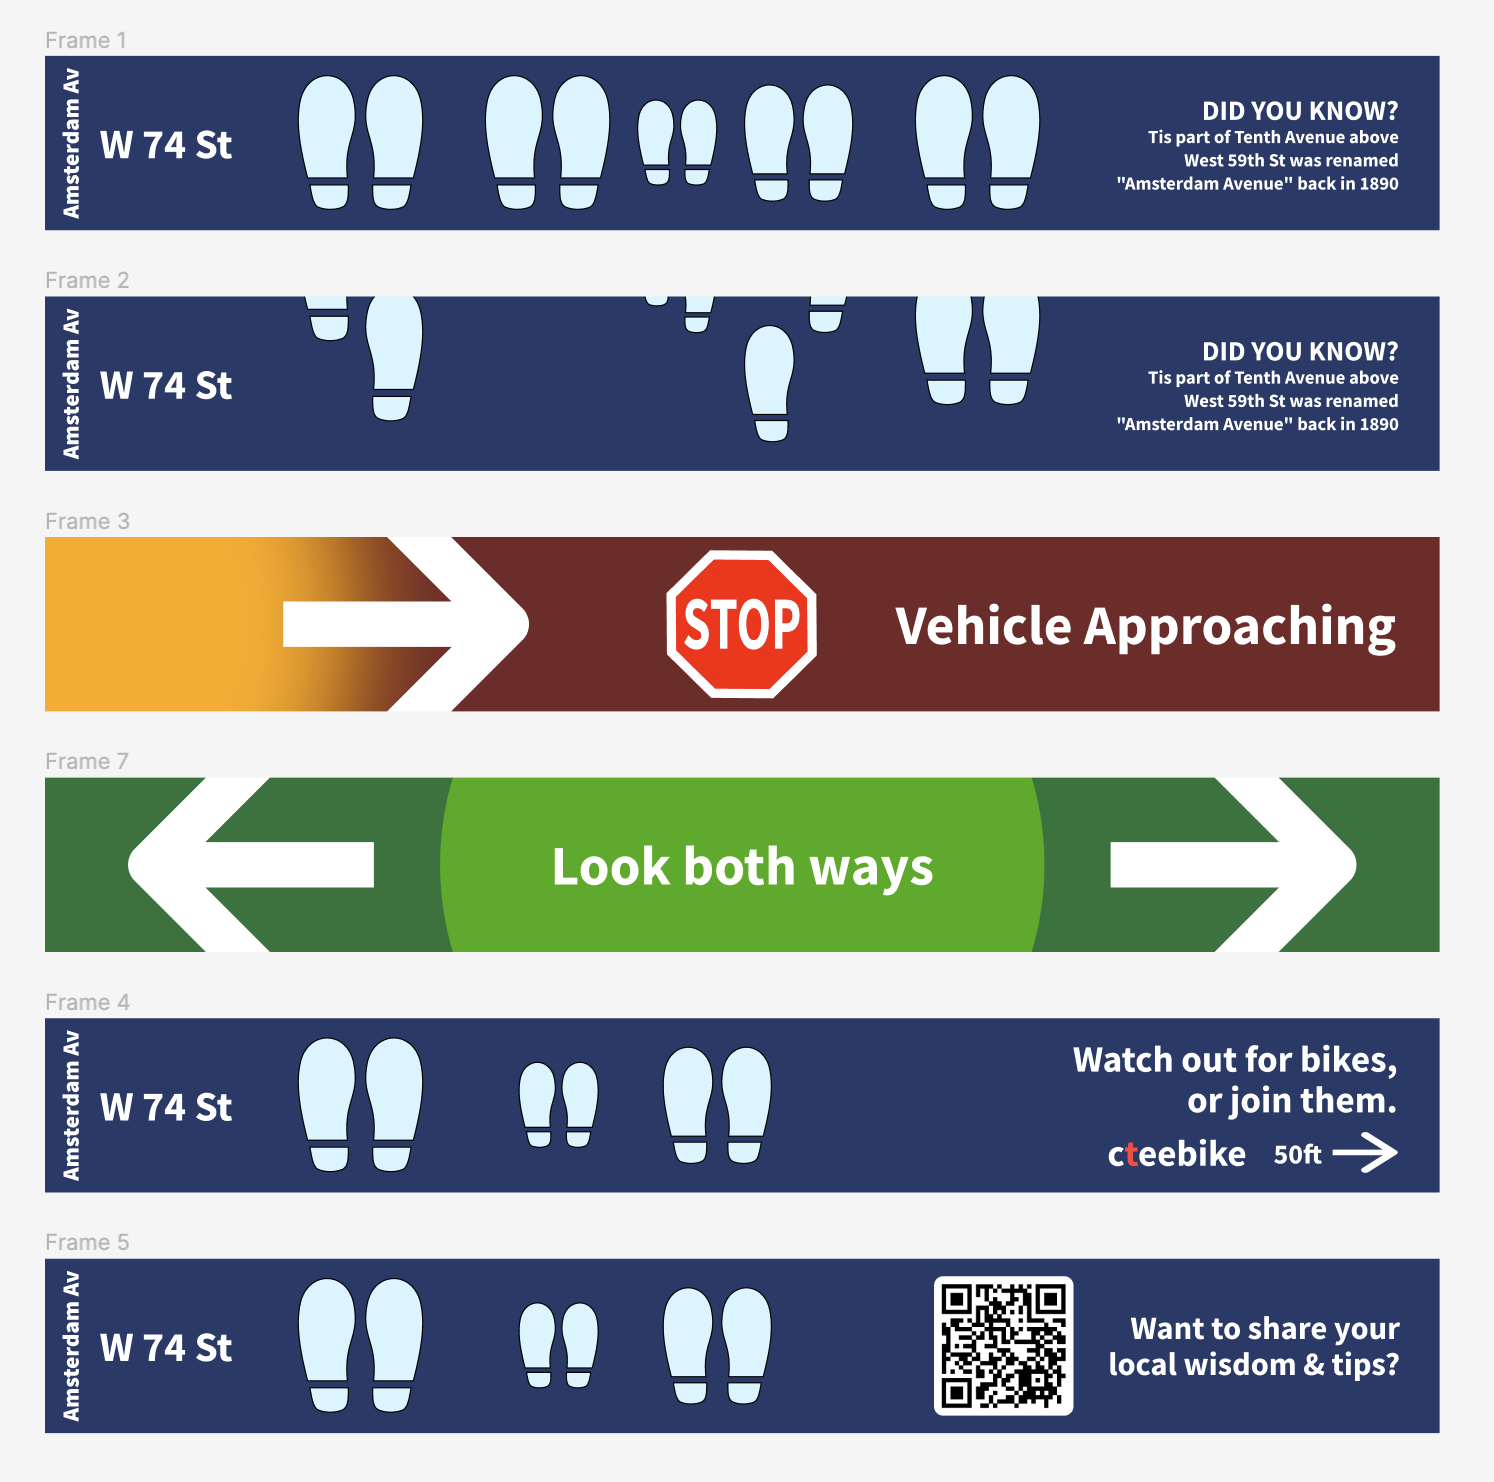 Frame 1
Amsterdam Av
W 74 St
DID YOU KNOW?
Tis part of Tenth Avenue above
West 59th St was renamed
"Amsterdam Avenue" back in 1890
Frame 2
Amsterdam Av
W 74 St
DID YOU KNOW?
Tis part of Tenth Avenue above
West 59th St was renamed
"Amsterdam Avenue" back in 1890
Frame 3
STOP
Vehicle Approaching
Frame 7
Look both ways
Frame 4
Amsterdam Av
W 74 St
Watch out for bikes,
or join them.
cteebike 50ft
Frame 5
Amsterdam Av
W 74 St
Want to share your
local wisdom & tips?